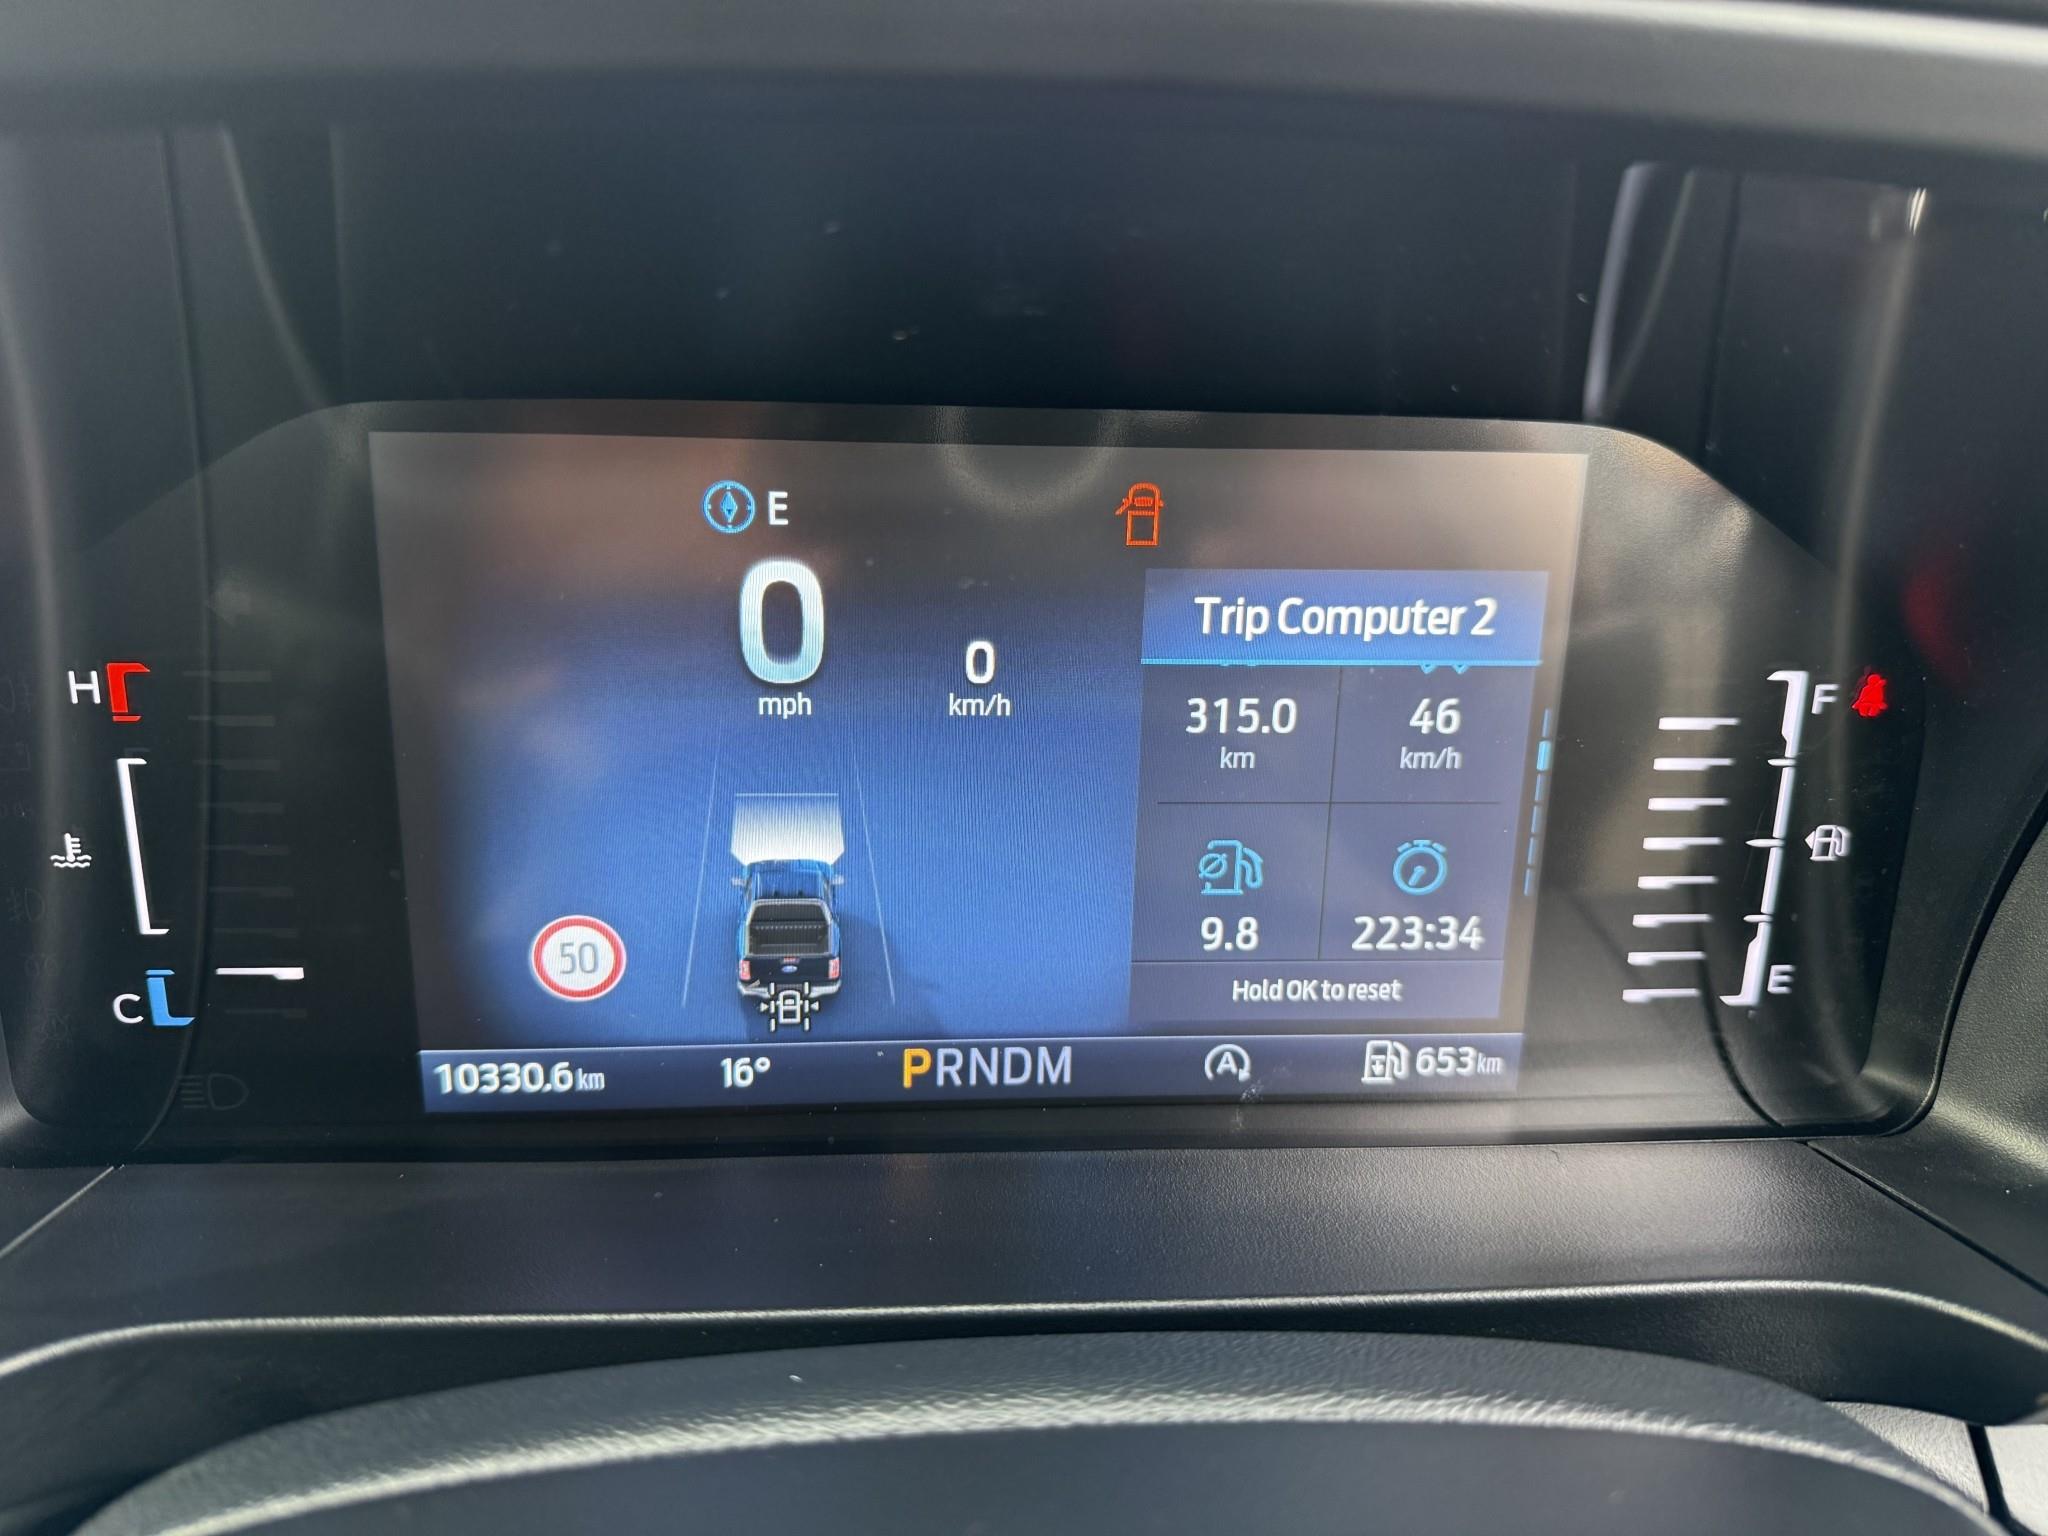 E
0
mph
0
km/h
Trip Computer 2
315.0
km
46
km/h
9.8
223:34
Hold OK to reset
50
H
C
F
E
10330.6 km
16°
PRNDM
A
653 km